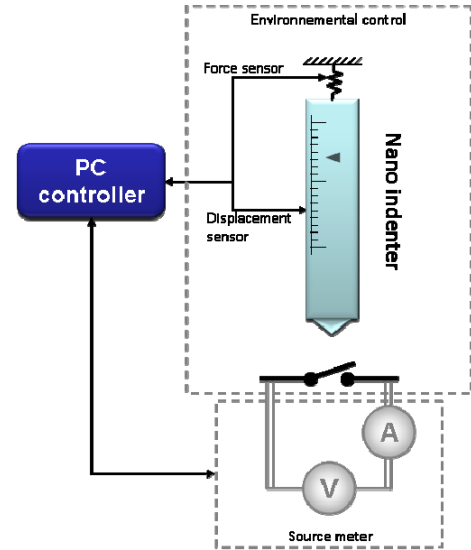 Environnemental control
Force sensor
Nano indenter
PC
controller
Displacement
sensor
A
V
Source meter